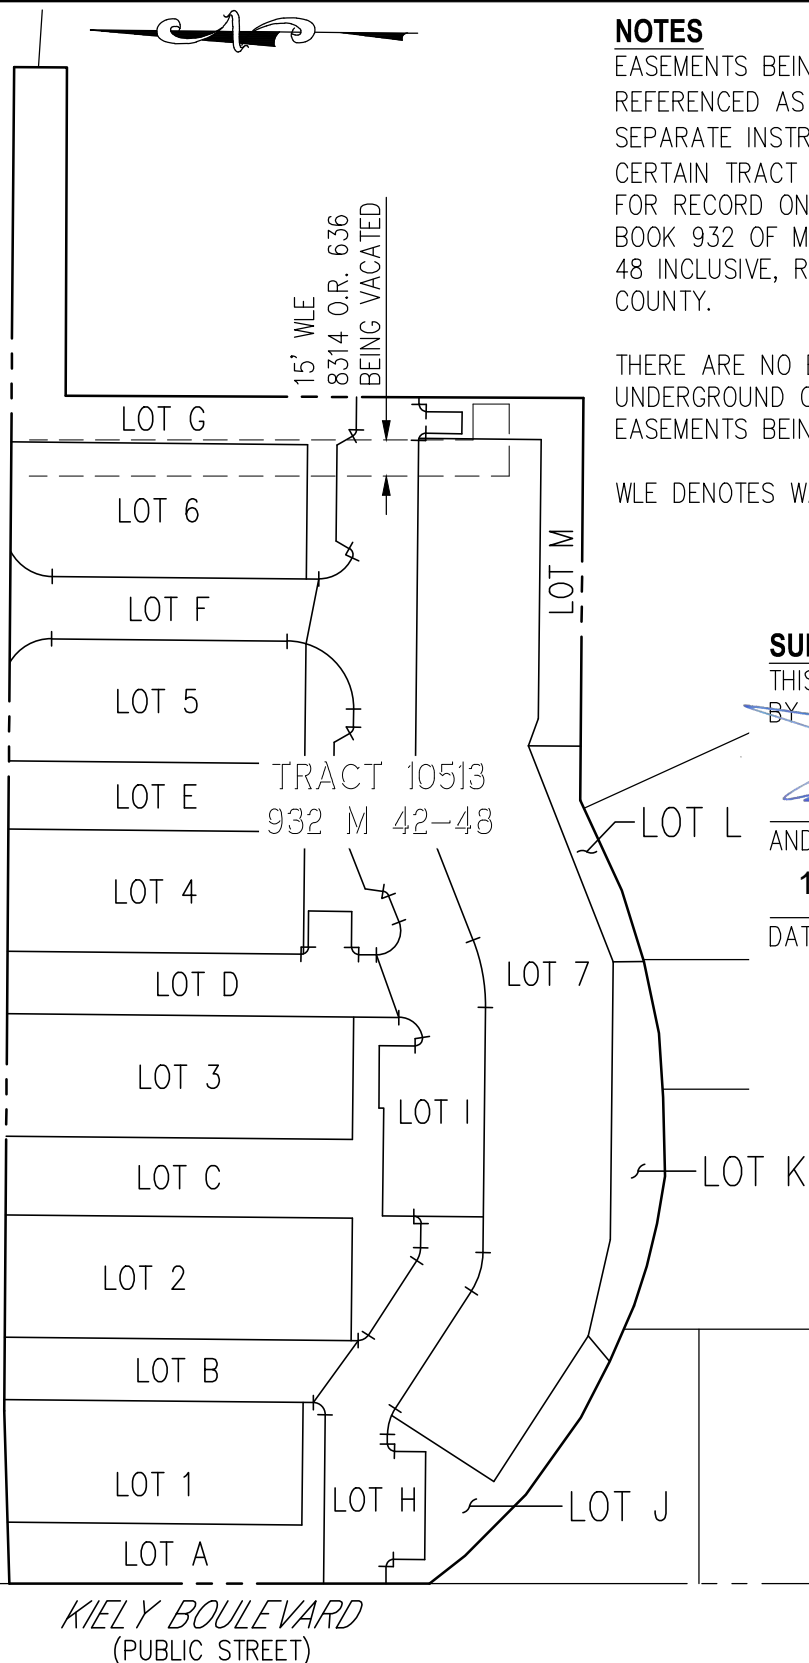 NOTES
EASEMENTS BEIN
REFERENCED AS
SEPARATE INSTR
CERTAIN TRACT
FOR RECORD ON
BOOK 932 OF M
48 INCLUSIVE, R
COUNTY.
THERE ARE NO
UNDERGROUND
EASEMENTS BEIN
WLE DENOTES W
15' WLE
8314 O.R. 636
BEING VACATED
LOT G
LOT 6
LOT F
LOT M
LOT 5
THIS
BY
TRACT 10513
932 M 42-48
LOT E
LOT L
AND
1
LOT 4
DAT
LOT D
LOT 7
LOT 3
LOT I
LOT C
LOT K
LOT 2
LOT B
LOT 1
LOT H
LOT J
LOT A
KIELY BOULEVARD
(PUBLIC STREET)